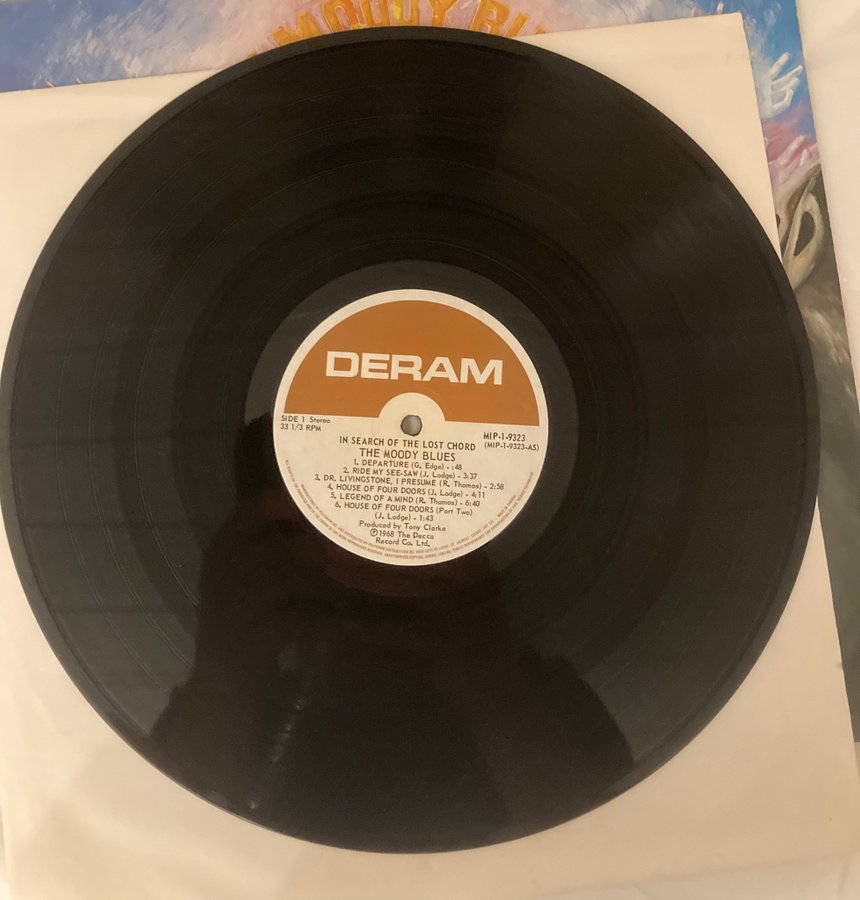 MOODY BLU
DERAM
SIDE 1 Stereo
33 1/3 RPM
MIP-1-9323
(MIP-1-9323-AS)
IN SEARCH OF THE LOST CHORD
THE MOODY BLUES
1. DEPARTURE (G. Edge) - :48
2. RIDE MY SEE-SAW (J. Lodge) - 3:37
3. DR. LIVINGSTONE, I PRESUME (R. Thomas) - 2:58
4. HOUSE OF FOUR DOORS (J. Lodge) - 4:11
5. LEGEND OF A MIND (R. Thomas) - 6:40
6. HOUSE OF FOUR DOORS (Part Two)
(J. Lodge) - 1:43
Produced by Tony Clarke
Ⓟ1968 The Decca
Record Co. Ltd.